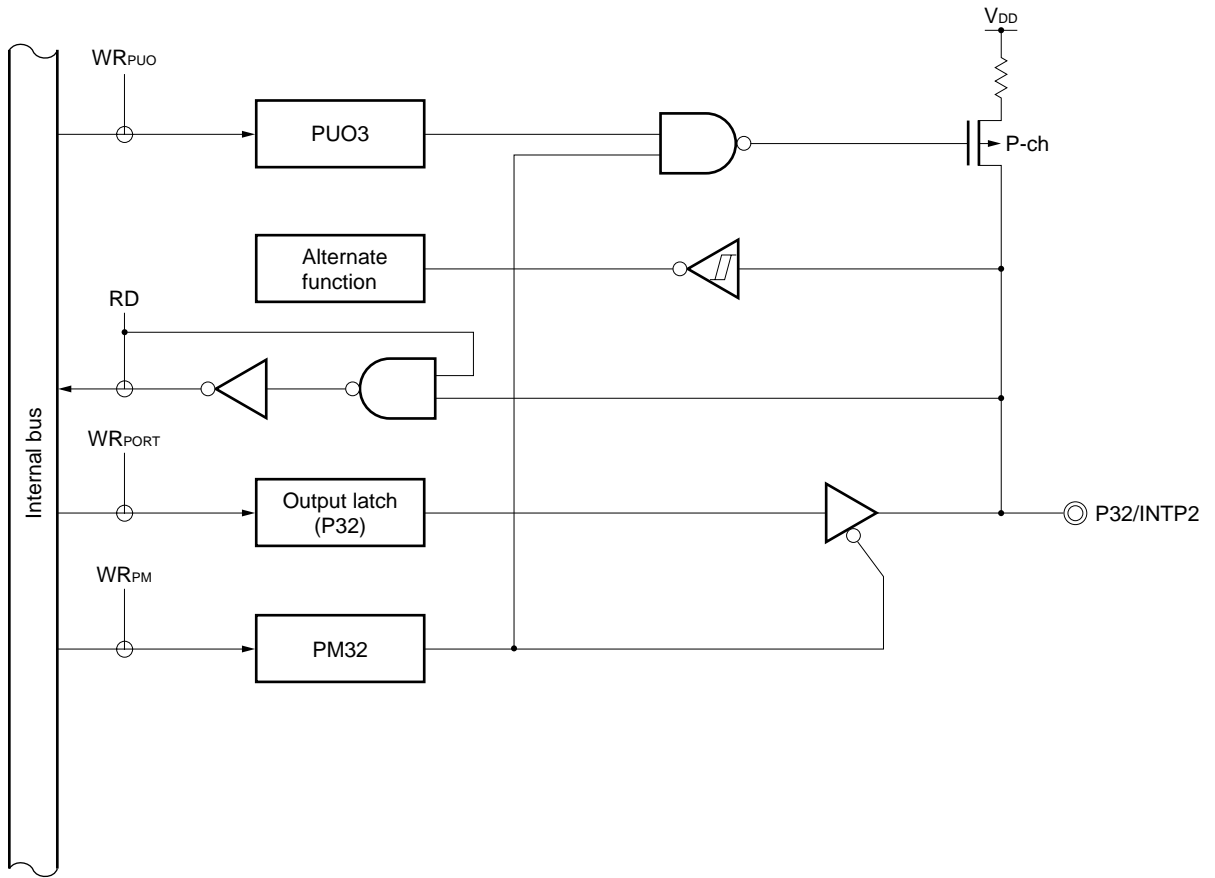 VDD
WRPUO
PUO3
P-ch
Alternate
function
RD
Internal bus
WRPORT
Output latch
(P32)
P32/INTP2
WRPM
PM32